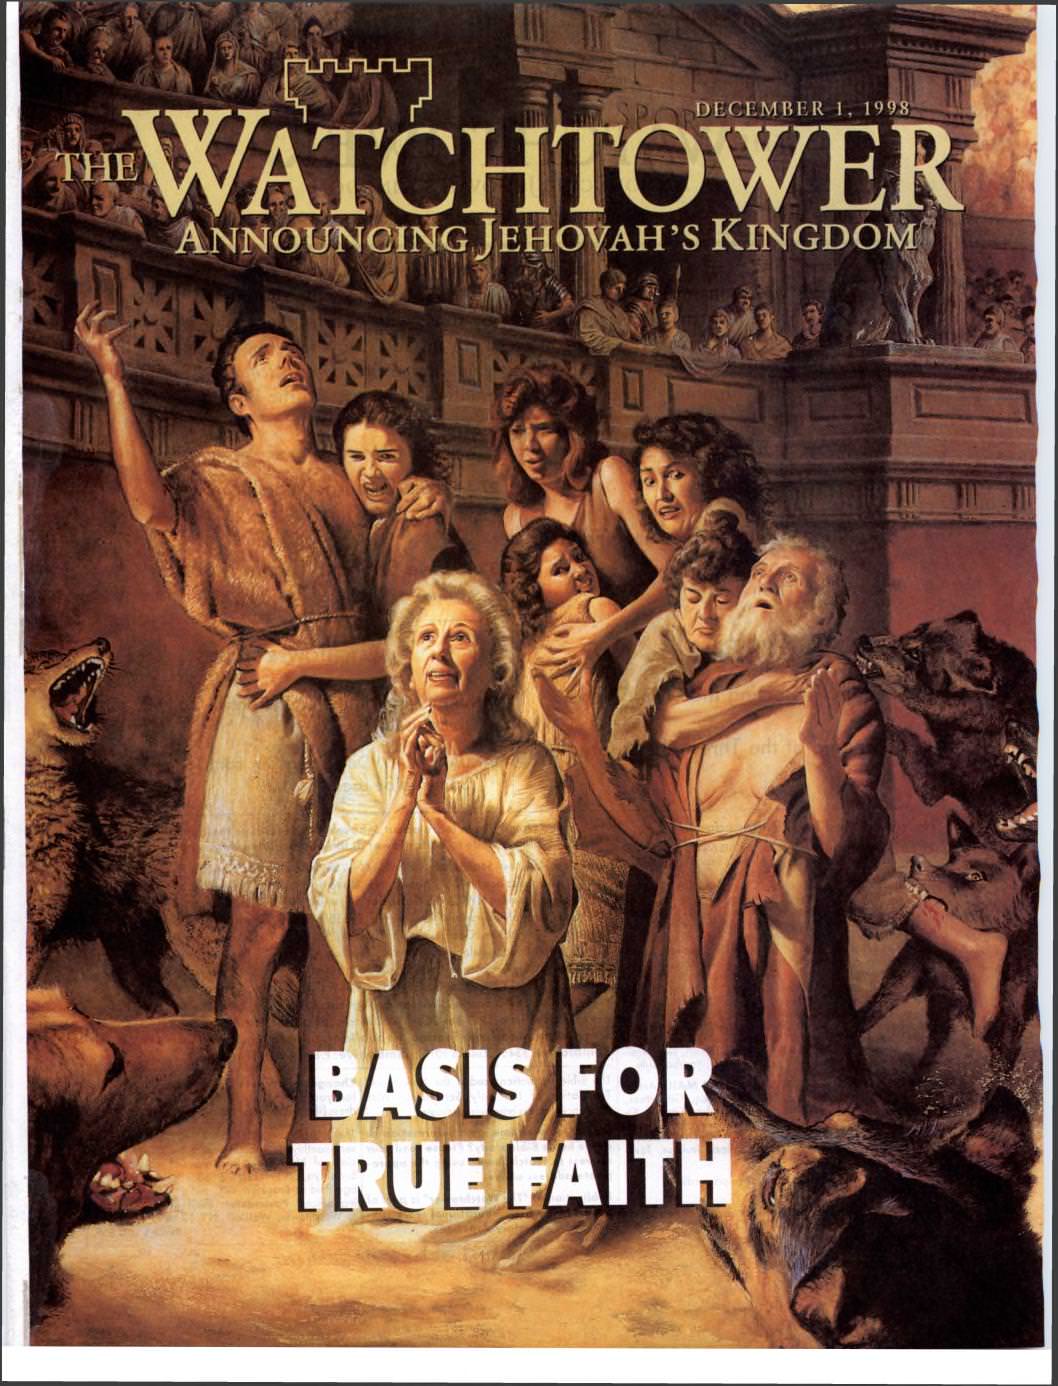 DECEMBER 1, 1998
THE WATCHTOWER
ANNOUNCING JEHOVAH'S KINGDOM
BASIS FOR
TRUE FAITH